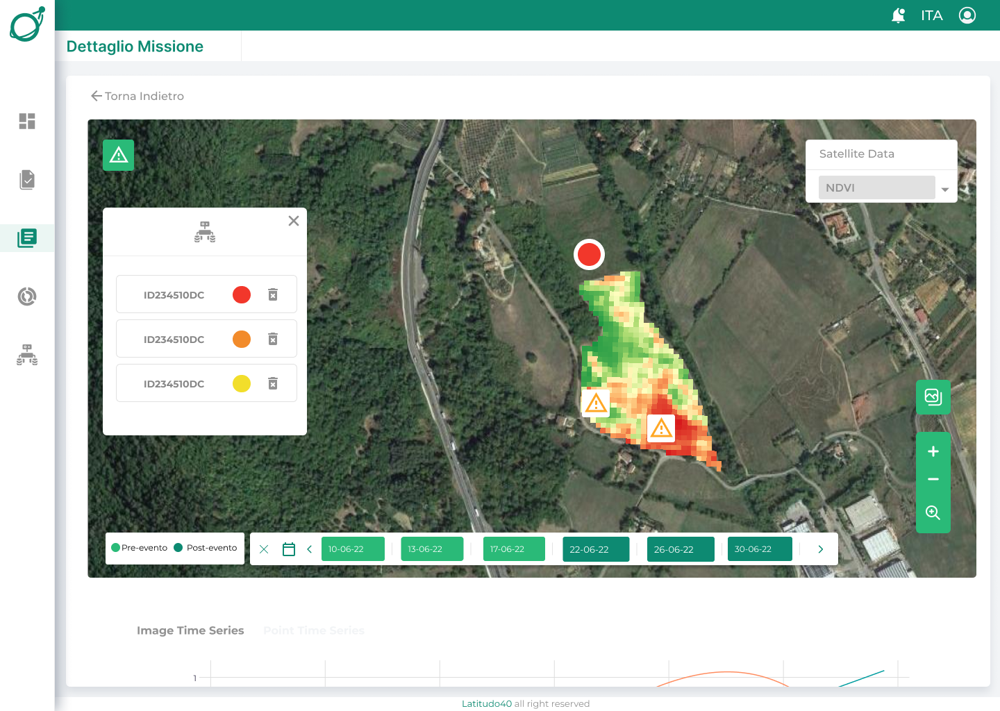 ITA
Dettaglio Missione
Torna Indietro
Satellite Data
NDVI
ID234510DC
ID234510DC
ID234510DC
Pre-evento
Post-evento
10-06-22
13-06-22
17-06-22
22-06-22
26-06-22
30-06-22
Image Time Series
Point Time Series
1
Latitudo40 all right reserved